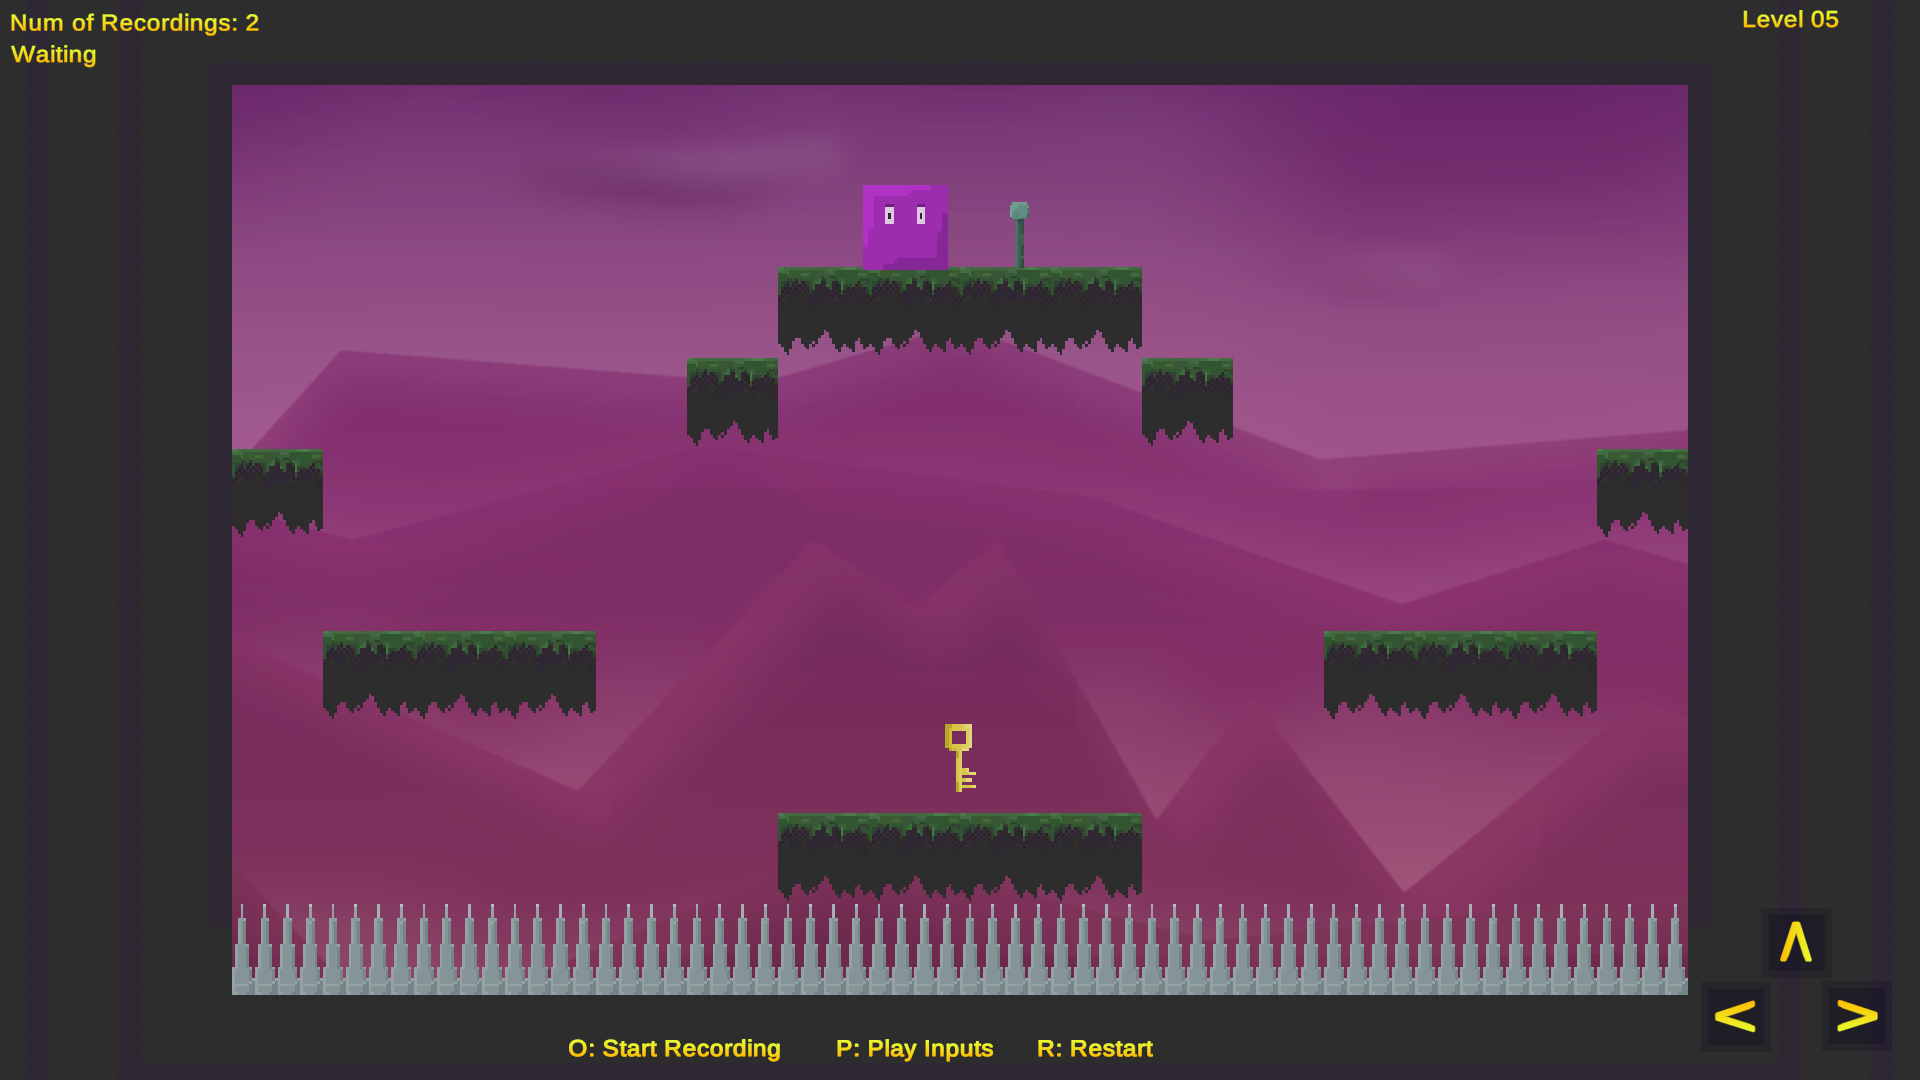 Num of Recordings: 2
Level 05
Waiting
O: Start Recording
P: Play Inputs
R: Restart